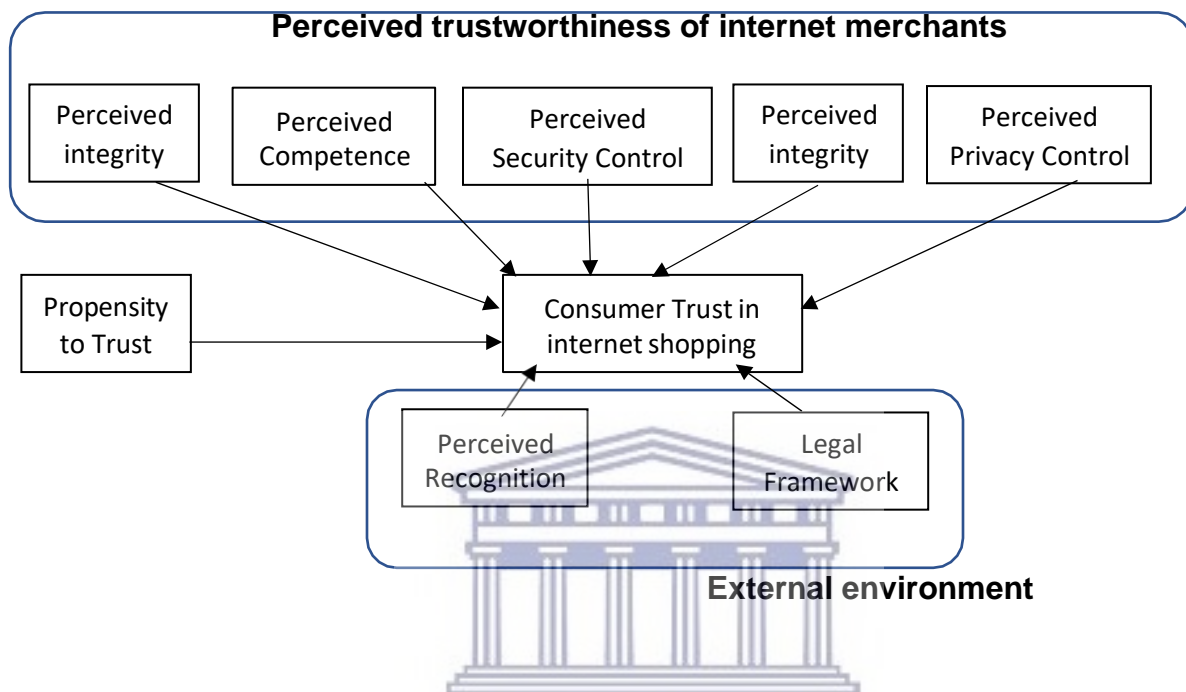 Perceived trustworthiness of internet merchants
Perceived
integrity
Perceived
Competence
Perceived
Security Control
Perceived
integrity
Perceived
Privacy Control
Propensity
to Trust
Consumer Trust in
internet shopping
Perceived
Recognition
Legal
Framework
External environment